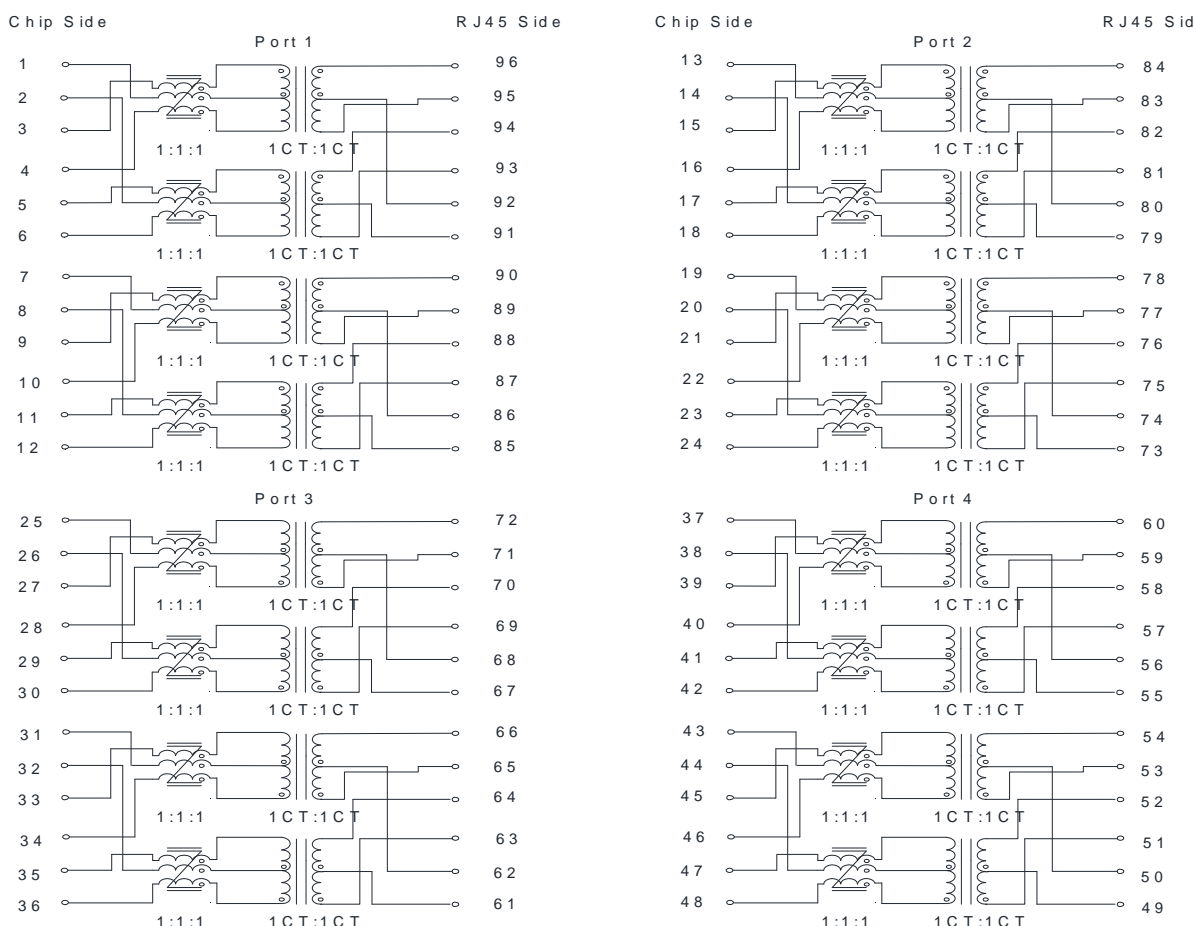 Chip Side RJ45 Side Chip Side RJ45 Sid
Port 1 Port 2
1 96 13 84
2 95 14 83
3 94 15 82
1:1:1 1CT:1CT 1:1:1 1CT:1CT
4 93 16 81
5 92 17 80
6 91 18 79
1:1:1 1CT:1CT 1:1:1 1CT:1CT
7 90 19 78
8 89 20 77
9 88 21 76
1:1:1 1CT:1CT 1:1:1 1CT:1CT
10 87 22 75
11 86 23 74
12 85 24 73
1:1:1 1CT:1CT 1:1:1 1CT:1CT
Port 3 Port 4
25 72 37 60
26 71 38 59
27 70 39 58
1:1:1 1CT:1CT 1:1:1 1CT:1CT
28 69 40 57
29 68 41 56
30 67 42 55
1:1:1 1CT:1CT 1:1:1 1CT:1CT
31 66 43 54
32 65 44 53
33 64 45 52
1:1:1 1CT:1CT 1:1:1 1CT:1CT
34 63 46 51
35 62 47 50
36 61 48 49
1:1:1 1CT:1CT 1:1:1 1CT:1CT